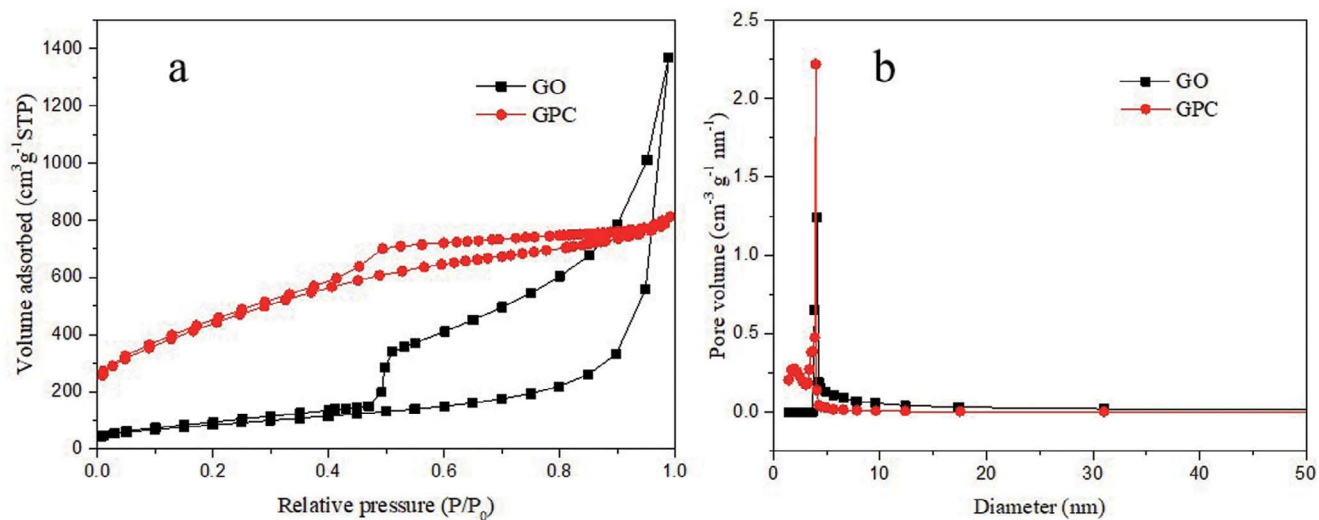 a
GO
GPC
1400
1200
1000
800
600
400
200
0
0.0 0.2 0.4 0.6 0.8 1.0
Volume adsorbed (cm³g⁻¹STP)
Relative pressure (P/P₀)
b
GO
GPC
2.5
2.0
1.5
1.0
0.5
0.0
0 10 20 30 40 50
Pore volume (cm⁻³ g⁻¹ nm⁻¹)
Diameter (nm)